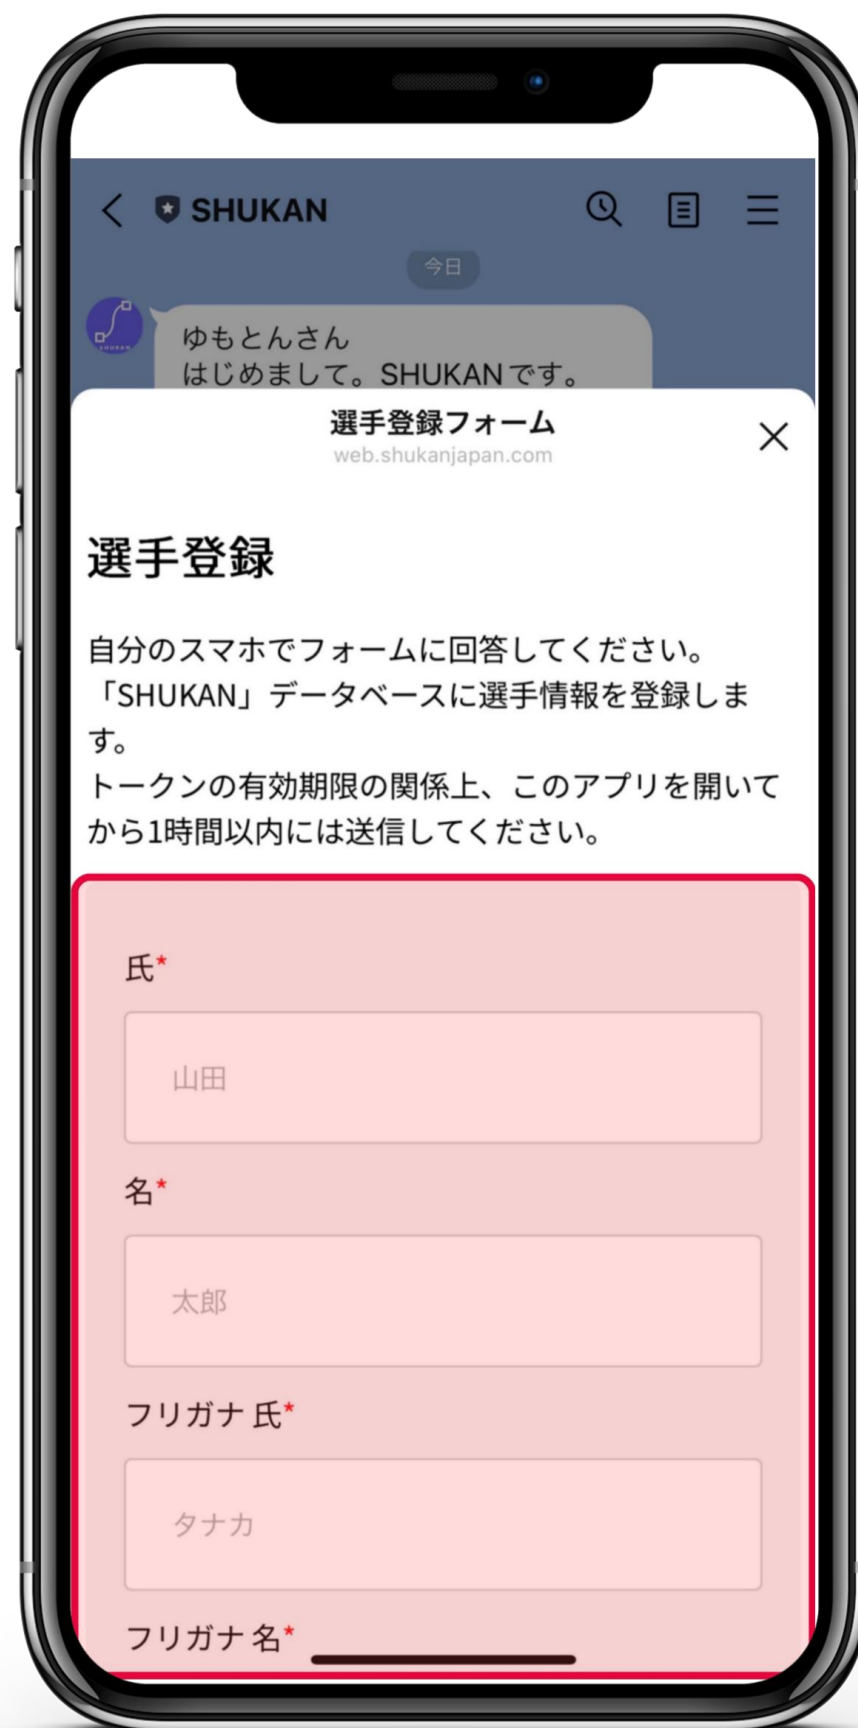 SHUKAN
今日
SHUKAN
ゆもとんさん
はじめまして。SHUKANです。
選手登録フォーム
web.shukanjapan.com
選手登録
自分のスマホでフォームに回答してください。
「SHUKAN」データベースに選手情報を登録しま
す。
トークンの有効期限の関係上、このアプリを開いて
から1時間以内には送信してください。
氏*
山田
名*
太郎
フリガナ 氏*
タナカ
フリガナ 名*